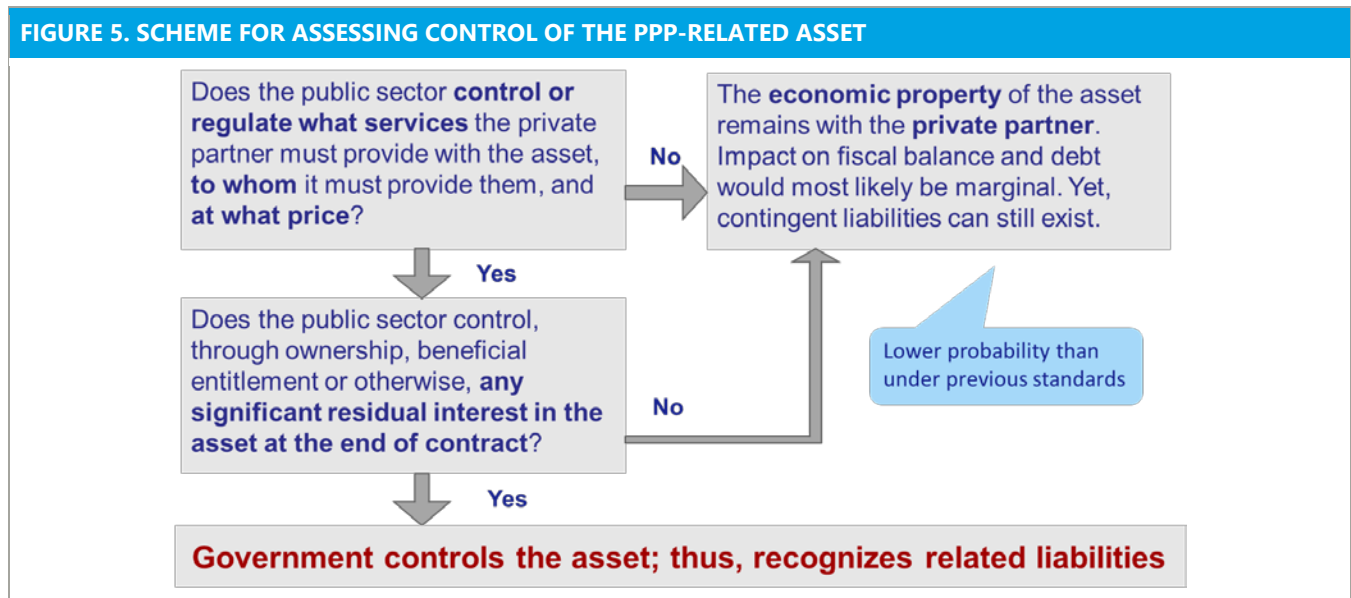 FIGURE 5. SCHEME FOR ASSESSING CONTROL OF THE PPP-RELATED ASSET
Does the public sector control or
regulate what services the private
partner must provide with the asset,
to whom it must provide them, and
at what price?
No
The economic property of the asset
remains with the private partner.
Impact on fiscal balance and debt
would most likely be marginal. Yet,
contingent liabilities can still exist.
Yes
Does the public sector control,
through ownership, beneficial
entitlement or otherwise, any
significant residual interest in the
asset at the end of contract?
No
Lower probability than
under previous standards
Yes
Government controls the asset; thus, recognizes related liabilities